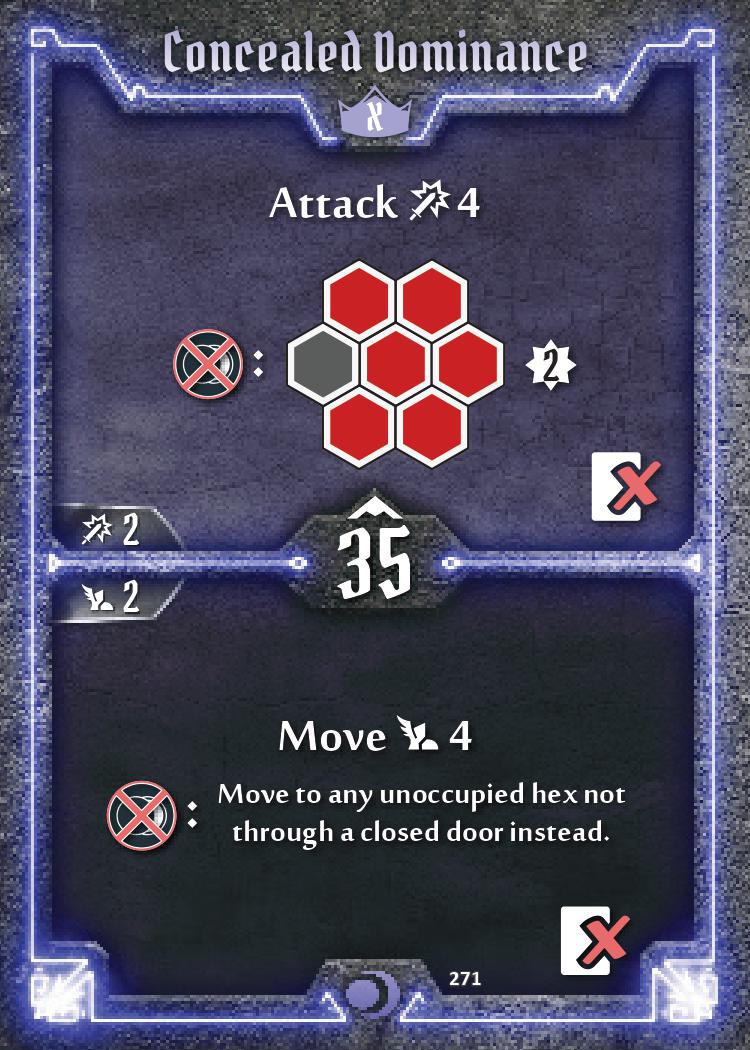 Concealed Dominance
X
Attack 4
: 2
2
35
2
Move 4
: Move to any unoccupied hex not
through a closed door instead.
271